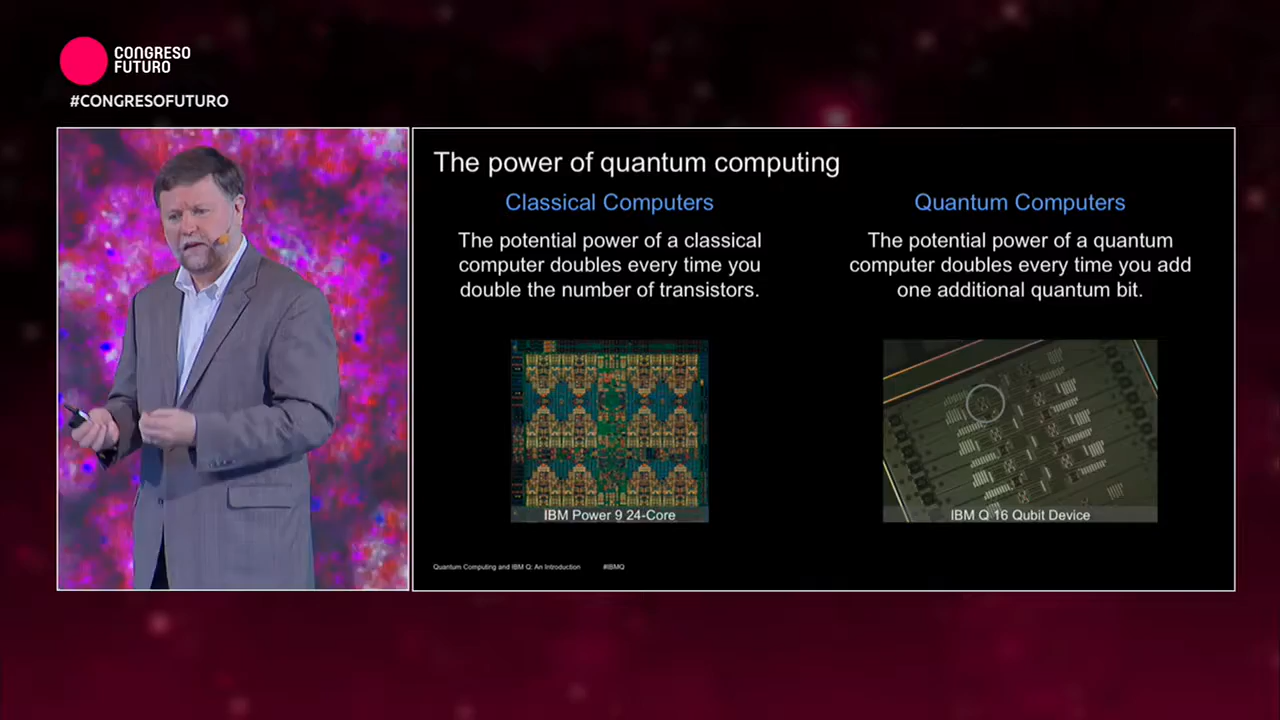 CONGRESO
FUTURO
#CONGRESOFUTURO
The power of quantum computing
Classical Computers
The potential power of a classical
computer doubles every time you
double the number of transistors.
IBM Power 9 24-Core
Quantum Computers
The potential power of a quantum
computer doubles every time you add
one additional quantum bit.
IBM Q 16 Qubit Device
Quantum Computing and IBM Q: An Introduction #IBMQ